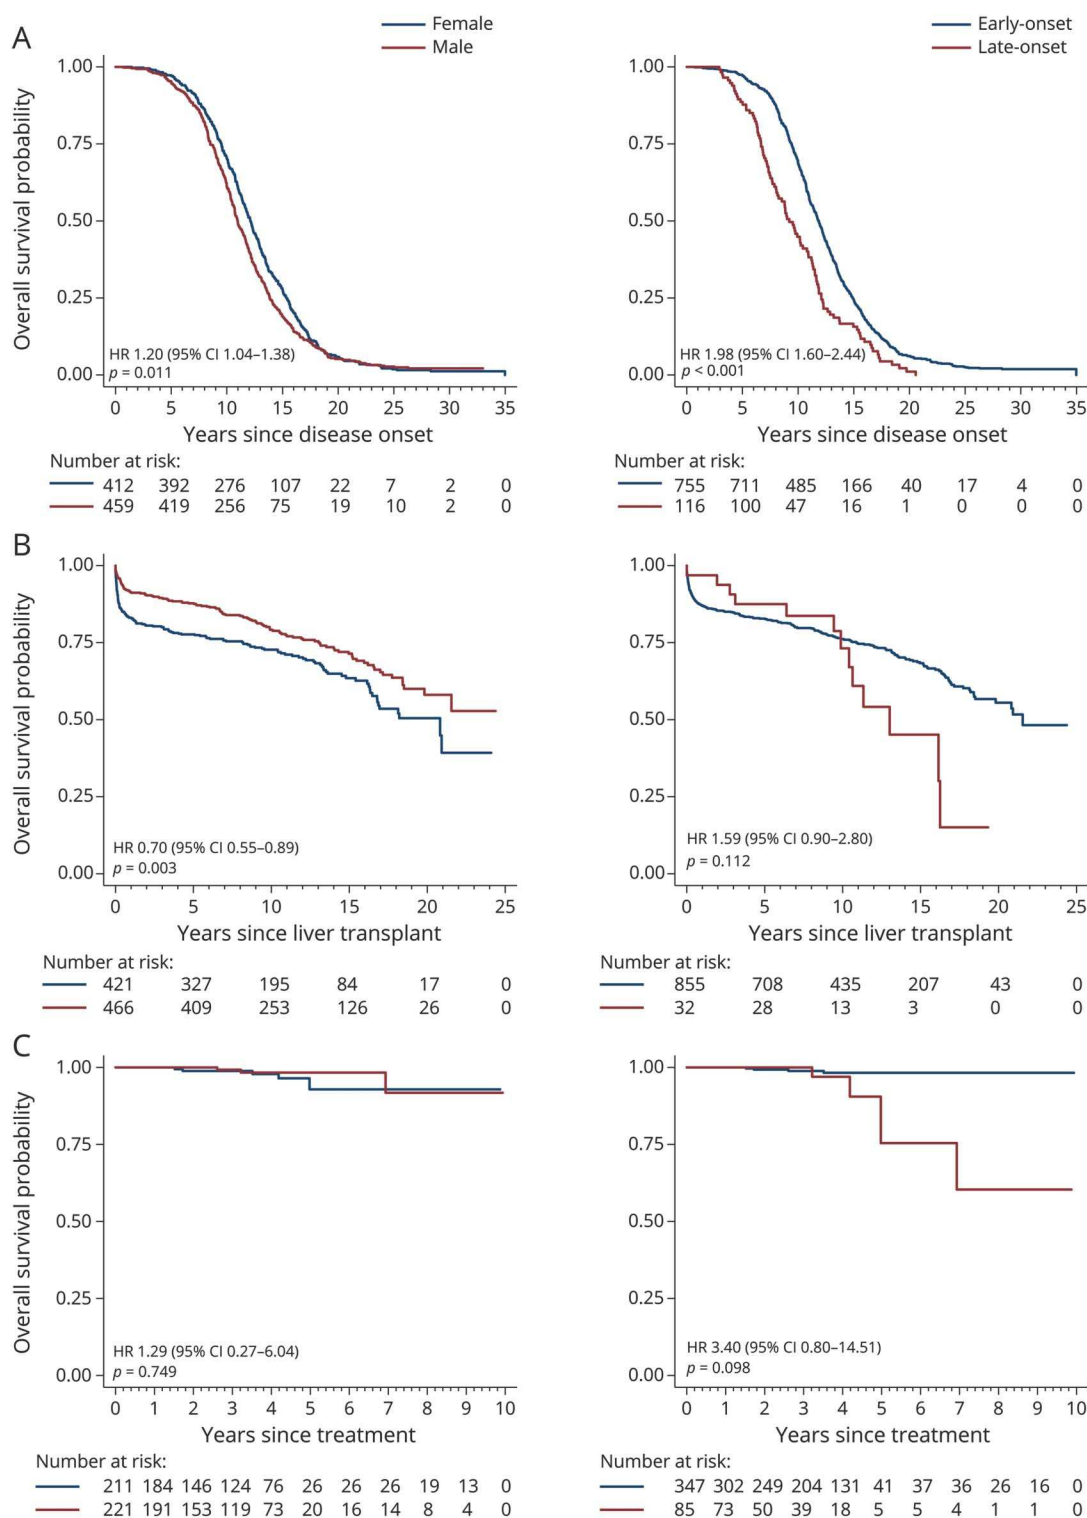 A
Female
Male
Early-onset
Late-onset
Overall survival probability
1.00
0.75
0.50
0.25
0.00
HR 1.20 (95% CI 1.04–1.38)
p = 0.011
0 5 10 15 20 25 30 35
Years since disease onset
Number at risk:
412 392 276 107 22 7 2 0
459 419 256 75 19 10 2 0
1.00
0.75
0.50
0.25
0.00
HR 1.98 (95% CI 1.60–2.44)
p < 0.001
0 5 10 15 20 25 30 35
Years since disease onset
Number at risk:
755 711 485 166 40 17 4 0
116 100 47 16 1 0 0 0
B
Overall survival probability
1.00
0.75
0.50
0.25
0.00
HR 0.70 (95% CI 0.55–0.89)
p = 0.003
0 5 10 15 20 25
Years since liver transplant
Number at risk:
421 327 195 84 17 0
466 409 253 126 26 0
1.00
0.75
0.50
0.25
0.00
HR 1.59 (95% CI 0.90–2.80)
p = 0.112
0 5 10 15 20 25
Years since liver transplant
Number at risk:
855 708 435 207 43 0
32 28 13 3 0 0
C
Overall survival probability
1.00
0.75
0.50
0.25
0.00
HR 1.29 (95% CI 0.27–6.04)
p = 0.749
0 1 2 3 4 5 6 7 8 9 10
Years since treatment
Number at risk:
211 184 146 124 76 26 26 26 19 13 0
221 191 153 119 73 20 16 14 8 4 0
1.00
0.75
0.50
0.25
0.00
HR 3.40 (95% CI 0.80–14.51)
p = 0.098
0 1 2 3 4 5 6 7 8 9 10
Years since treatment
Number at risk:
347 302 249 204 131 41 37 36 26 16 0
85 73 50 39 18 5 5 4 1 1 0